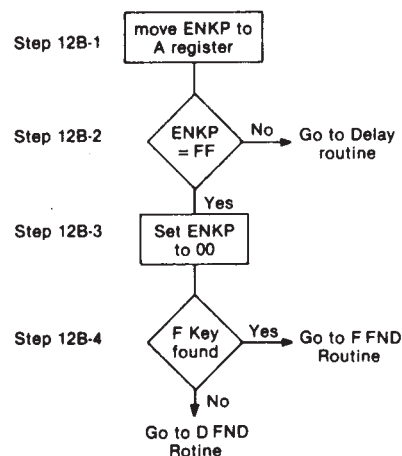 Step 12B-1
move ENKP to
A register
Step 12B-2
ENKP
= FF
No
Go to Delay
routine
Yes
Step 12B-3
Set ENKP
to 00
Step 12B-4
F Key
found
Yes
Go to F FND
Routine
No
Go to D FND
Rotine